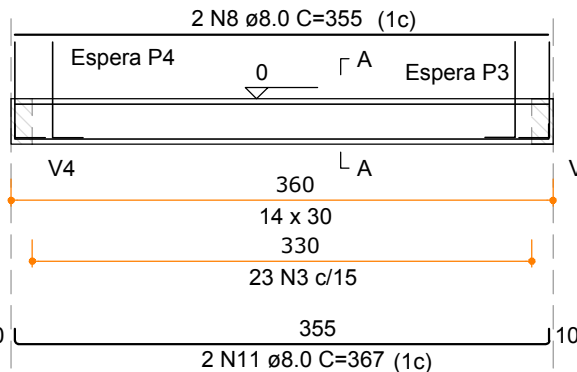 2 N8 ø8.0 C=355 (1c)
Espera P4
A
0
Espera P3
A
V4
V
360
14 x 30
330
23 N3 c/15
355
10
2 N11 ø8.0 C=367 (1c)